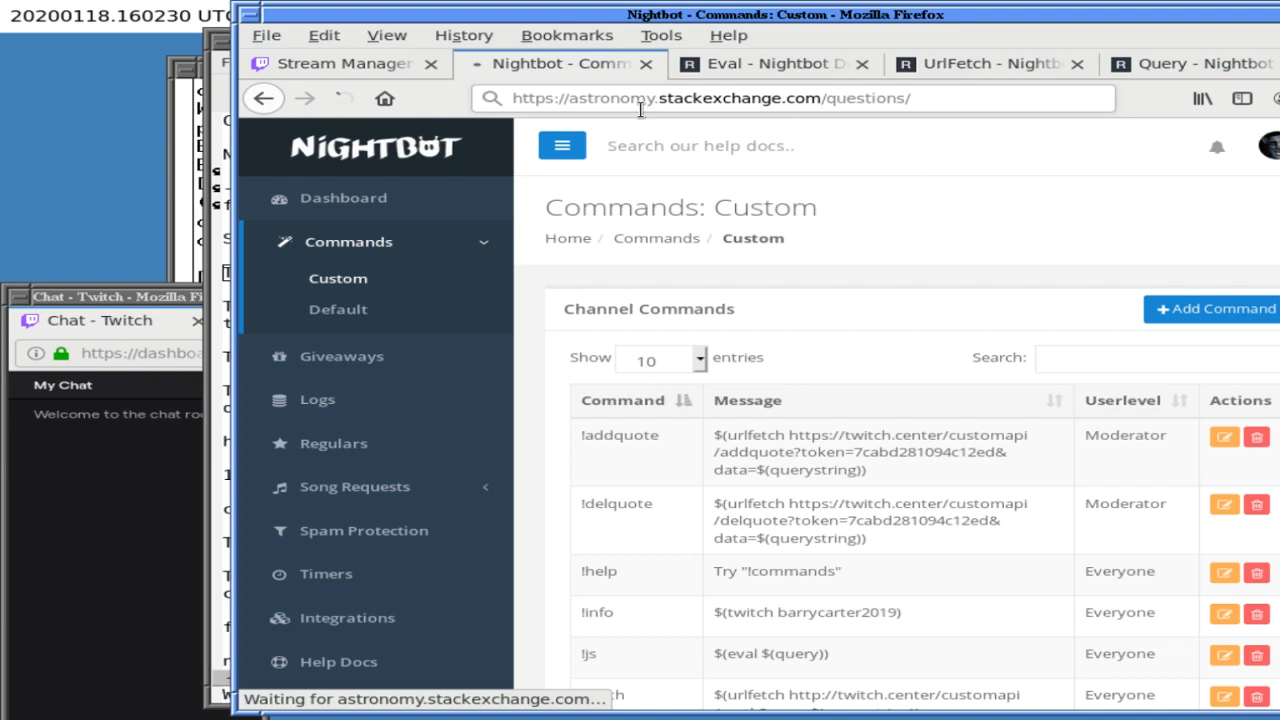 20200118.160230 UTC
Nightbot - Commands: Custom - Mozilla Firefox
File Edit View History Bookmarks Tools Help
Stream Manager
Nightbot - Comm
Eval - Nightbot D
UrlFetch - Nightb
Query - Nightbot
https://astronomy.stackexchange.com/questions/
NiGHTBOT
Search our help docs..
Dashboard
Commands
Custom
Default
Giveaways
Logs
Regulars
Song Requests
Spam Protection
Timers
Integrations
Help Docs
Commands: Custom
Home / Commands / Custom
Channel Commands
+ Add Command
Show 10 entries
Search:
Command Message Userlevel Actions
!addquote $(urlfetch https://twitch.center/customapi Moderator
/addquote?token=7cabd281094c12ed&
data=$(querystring))
!delquote $(urlfetch https://twitch.center/customapi Moderator
/delquote?token=7cabd281094c12ed&
data=$(querystring))
!help Try "!commands" Everyone
!info $(twitch barrycarter2019) Everyone
!js $(eval $(query)) Everyone
$(urlfetch http://twitch.center/customapi Everyone
Waiting for astronomy.stackexchange.com...
Chat - Twitch - Mozilla Fi
Chat - Twitch
https://dashboa
My Chat
Welcome to the chat roo